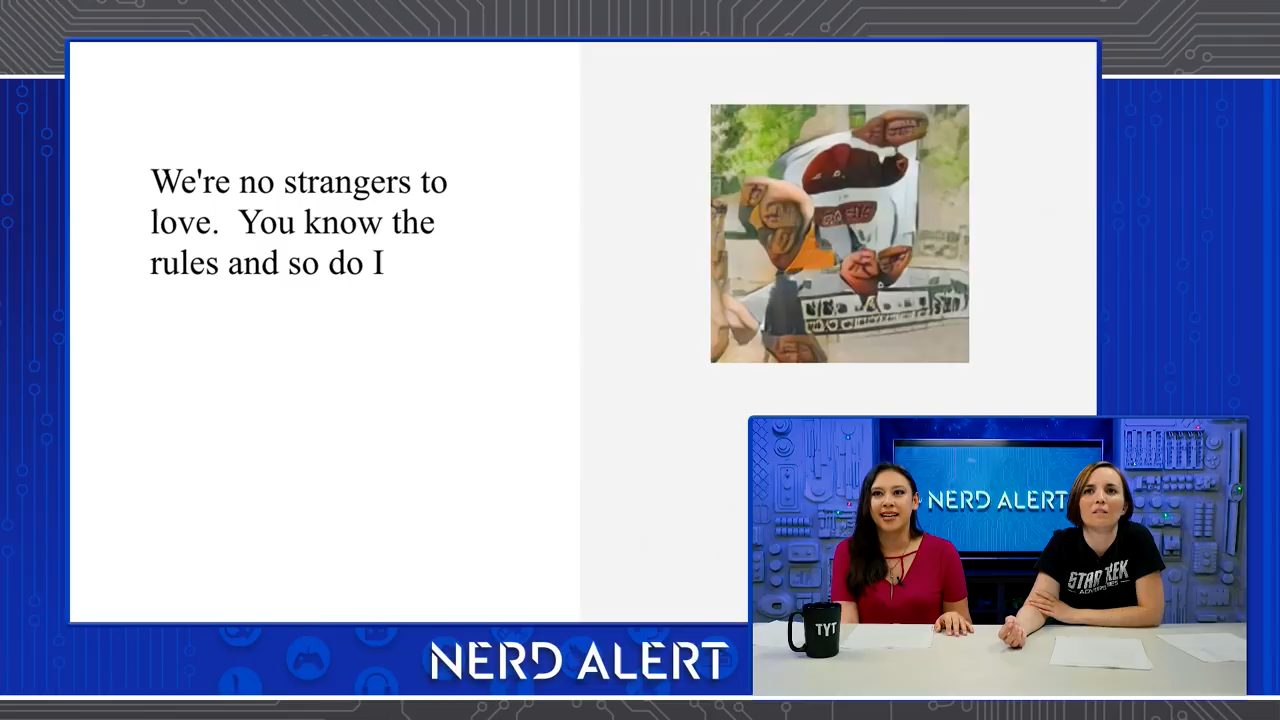 We're no strangers to
love.  You know the
rules and so do I
NERD ALERT
NERD ALERT
STAR TREK
ADVENTURES
TYT